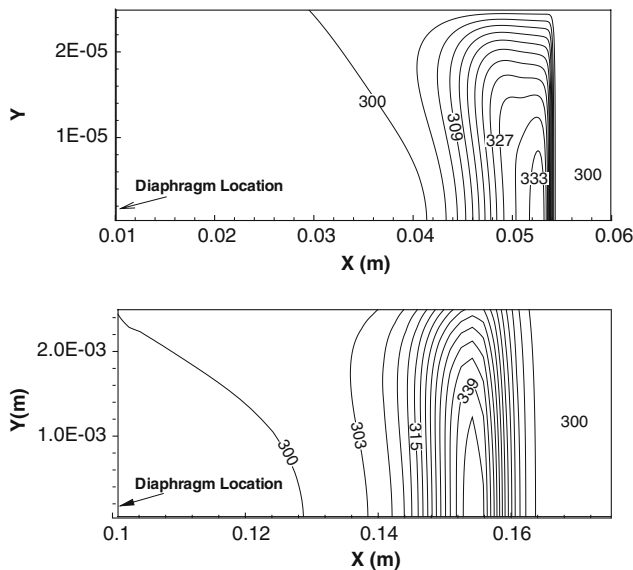 2E-05
Y
1E-05
300
309
327
333
300
Diaphragm Location
0.01 0.02 0.03 0.04 0.05 0.06
X (m)
2.0E-03
Y(m)
1.0E-03
300
303
315
339
300
Diaphragm Location
0.1 0.12 0.14 0.16
X (m)